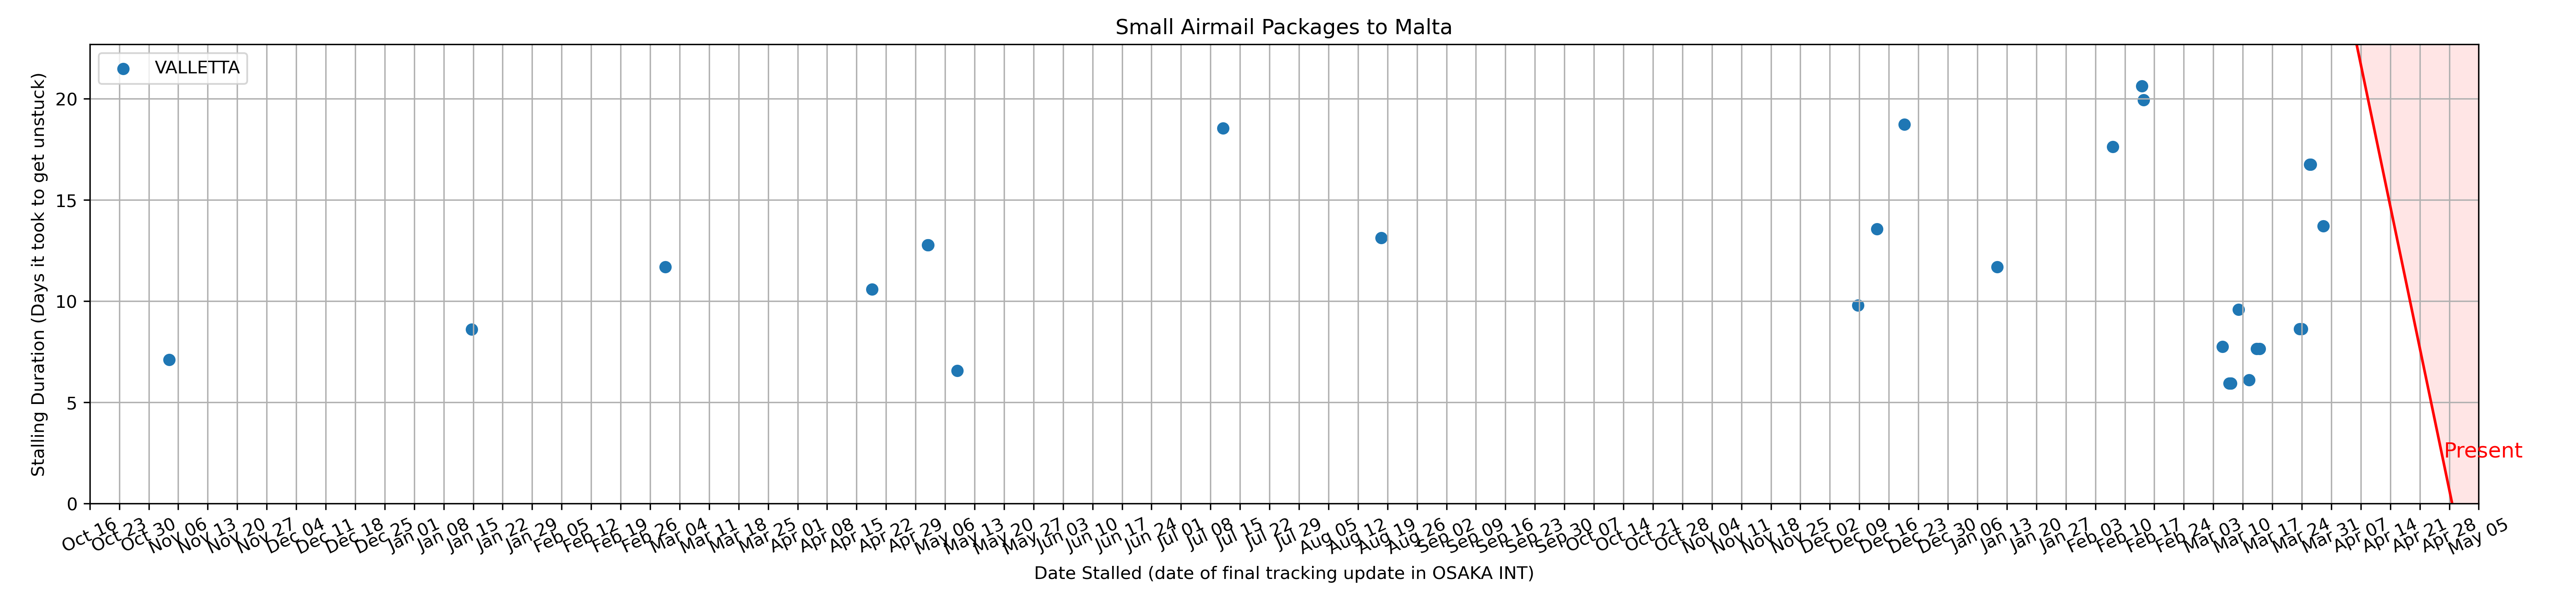 Small Airmail Packages to Malta
VALLETTA
Stalling Duration (Days it took to get unstuck)
20
15
10
5
0
Present
Oct 16
Oct 23
Oct 30
Nov 06
Nov 13
Nov 20
Nov 27
Dec 04
Dec 11
Dec 18
Dec 25
Jan 01
Jan 08
Jan 15
Jan 22
Jan 29
Feb 05
Feb 12
Feb 19
Feb 26
Mar 04
Mar 11
Mar 18
Mar 25
Apr 01
Apr 08
Apr 15
Apr 22
Apr 29
May 06
May 13
May 20
May 27
Jun 03
Jun 10
Jun 17
Jun 24
Jul 01
Jul 08
Jul 15
Jul 22
Jul 29
Aug 05
Aug 12
Aug 19
Aug 26
Sep 02
Sep 09
Sep 16
Sep 23
Sep 30
Oct 07
Oct 14
Oct 21
Oct 28
Nov 04
Nov 11
Nov 18
Nov 25
Dec 02
Dec 09
Dec 16
Dec 23
Dec 30
Jan 06
Jan 13
Jan 20
Jan 27
Feb 03
Feb 10
Feb 17
Feb 24
Mar 03
Mar 10
Mar 17
Mar 24
Mar 31
Apr 07
Apr 14
Apr 21
Apr 28
May 05
Date Stalled (date of final tracking update in OSAKA INT)